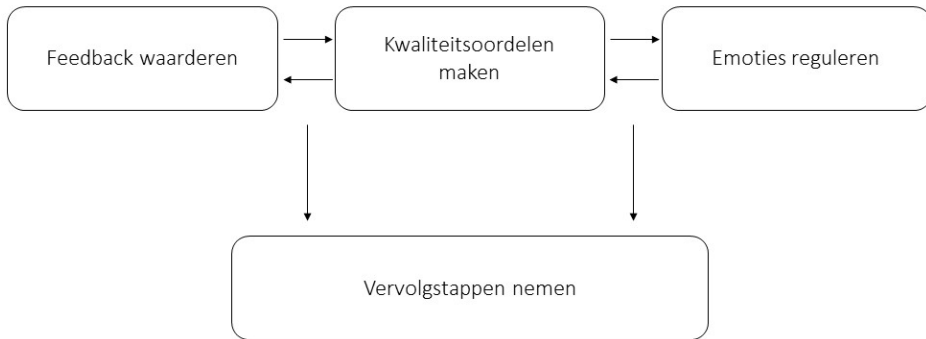 Feedback waarderen
Kwaliteitsoordelen
maken
Emoties reguleren
Vervolgstappen nemen